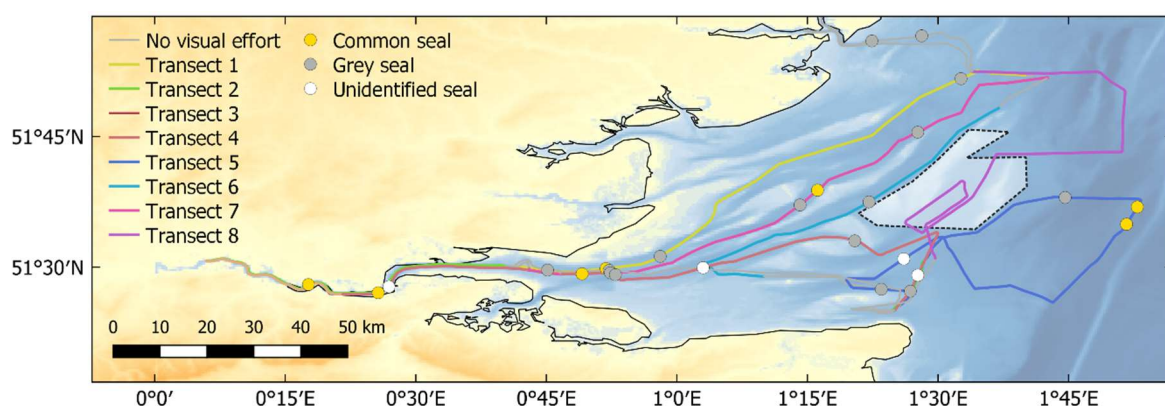 No visual effort
Transect 1
Transect 2
Transect 3
Transect 4
Transect 5
Transect 6
Transect 7
Transect 8
Common seal
Grey seal
Unidentified seal
51°45′N
51°30′N
0 10 20 30 40 50 km
0°0′ 0°15′E 0°30′E 0°45′E 1°0′E 1°15′E 1°30′E 1°45′E